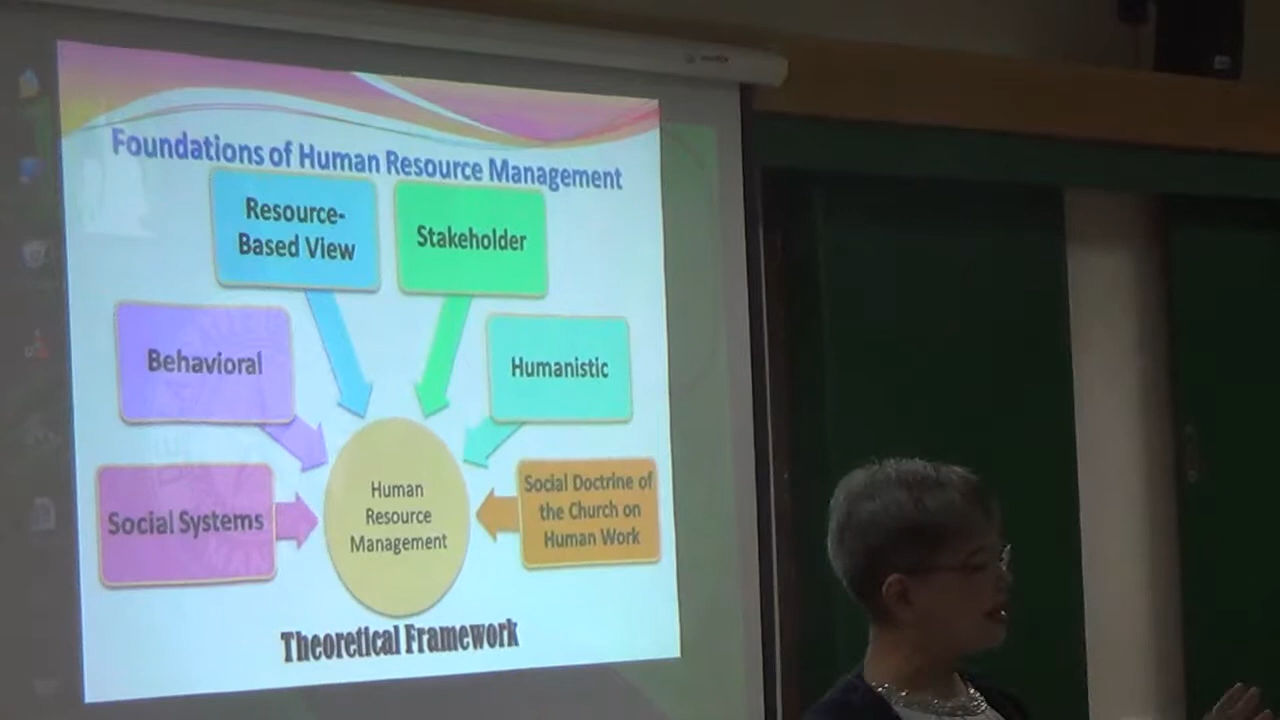 Foundations of Human Resource Management
Resource-
Based View
Stakeholder
Behavioral
Humanistic
Social Systems
Human
Resource
Management
Social Doctrine of
the Church on
Human Work
Theoretical Framework